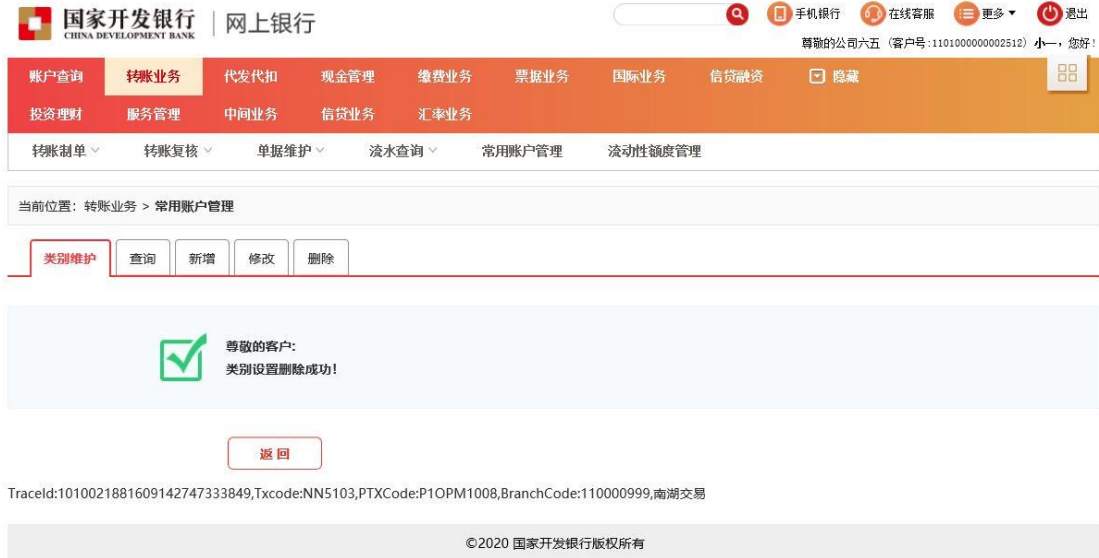 国家开发银行
CHINA DEVELOPMENT BANK
网上银行
手机银行 在线客服 更多 退出
尊敬的公司六五（客户号:1101000000002512）小一，您好！
账户查询 转账业务 代发代扣 现金管理 缴费业务 票据业务 国际业务 信贷融资 隐藏
投资理财 服务管理 中间业务 信贷业务 汇率业务
转账制单 转账复核 单据维护 流水查询 常用账户管理 流动性额度管理
当前位置：转账业务 > 常用账户管理
类别维护 查询 新增 修改 删除
尊敬的客户：
类别设置删除成功！
返回
TraceId:1010021881609142747333849,Txcode:NN5103,PTXCode:P1OPM1008,BranchCode:110000999,南湖交易
©2020 国家开发银行版权所有